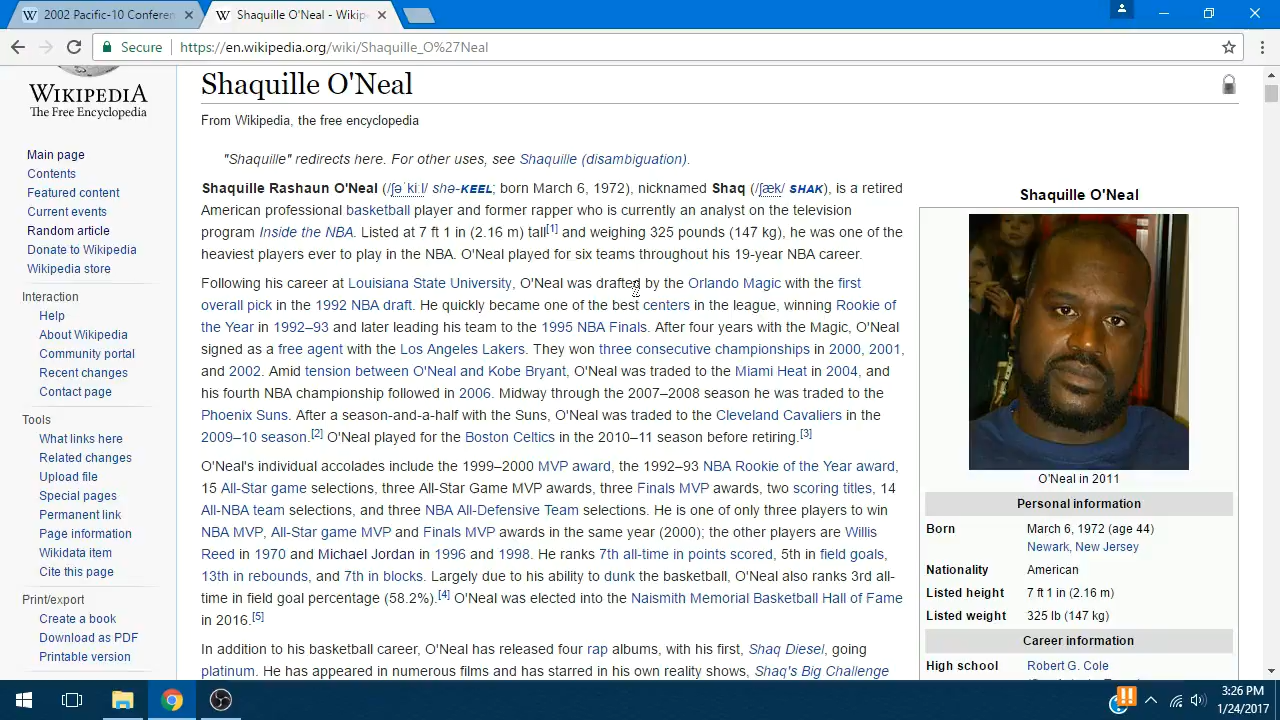 2002 Pacific-10 Conferen
Shaquille O'Neal - Wikip
Secure
https://en.wikipedia.org/wiki/Shaquille_O%27Neal
WIKIPEDIA
The Free Encyclopedia
Main page
Contents
Featured content
Current events
Random article
Donate to Wikipedia
Wikipedia store
Interaction
Help
About Wikipedia
Community portal
Recent changes
Contact page
Tools
What links here
Related changes
Upload file
Special pages
Permanent link
Page information
Wikidata item
Cite this page
Print/export
Create a book
Download as PDF
Printable version
Shaquille O'Neal
From Wikipedia, the free encyclopedia
"Shaquille" redirects here. For other uses, see Shaquille (disambiguation).
Shaquille Rashaun O'Neal (/ʃəˈkiːl/ shə-KEEL; born March 6, 1972), nicknamed Shaq (/ʃæk/ SHAK), is a retired
American professional basketball player and former rapper who is currently an analyst on the television
program Inside the NBA. Listed at 7 ft 1 in (2.16 m) tall[1] and weighing 325 pounds (147 kg), he was one of the
heaviest players ever to play in the NBA. O'Neal played for six teams throughout his 19-year NBA career.
Following his career at Louisiana State University, O'Neal was drafted by the Orlando Magic with the first
overall pick in the 1992 NBA draft. He quickly became one of the best centers in the league, winning Rookie of
the Year in 1992–93 and later leading his team to the 1995 NBA Finals. After four years with the Magic, O'Neal
signed as a free agent with the Los Angeles Lakers. They won three consecutive championships in 2000, 2001,
and 2002. Amid tension between O'Neal and Kobe Bryant, O'Neal was traded to the Miami Heat in 2004, and
his fourth NBA championship followed in 2006. Midway through the 2007–2008 season he was traded to the
Phoenix Suns. After a season-and-a-half with the Suns, O'Neal was traded to the Cleveland Cavaliers in the
2009–10 season.[2] O'Neal played for the Boston Celtics in the 2010–11 season before retiring.[3]
O'Neal's individual accolades include the 1999–2000 MVP award, the 1992–93 NBA Rookie of the Year award,
15 All-Star game selections, three All-Star Game MVP awards, three Finals MVP awards, two scoring titles, 14
All-NBA team selections, and three NBA All-Defensive Team selections. He is one of only three players to win
NBA MVP, All-Star game MVP and Finals MVP awards in the same year (2000); the other players are Willis
Reed in 1970 and Michael Jordan in 1996 and 1998. He ranks 7th all-time in points scored, 5th in field goals,
13th in rebounds, and 7th in blocks. Largely due to his ability to dunk the basketball, O'Neal also ranks 3rd all-
time in field goal percentage (58.2%).[4] O'Neal was elected into the Naismith Memorial Basketball Hall of Fame
in 2016.[5]
In addition to his basketball career, O'Neal has released four rap albums, with his first, Shaq Diesel, going
platinum. He has appeared in numerous films and has starred in his own reality shows, Shaq's Big Challenge
Shaquille O'Neal
O'Neal in 2011
Personal information
Born March 6, 1972 (age 44)
Newark, New Jersey
Nationality American
Listed height 7 ft 1 in (2.16 m)
Listed weight 325 lb (147 kg)
Career information
High school Robert G. Cole
3:26 PM
1/24/2017